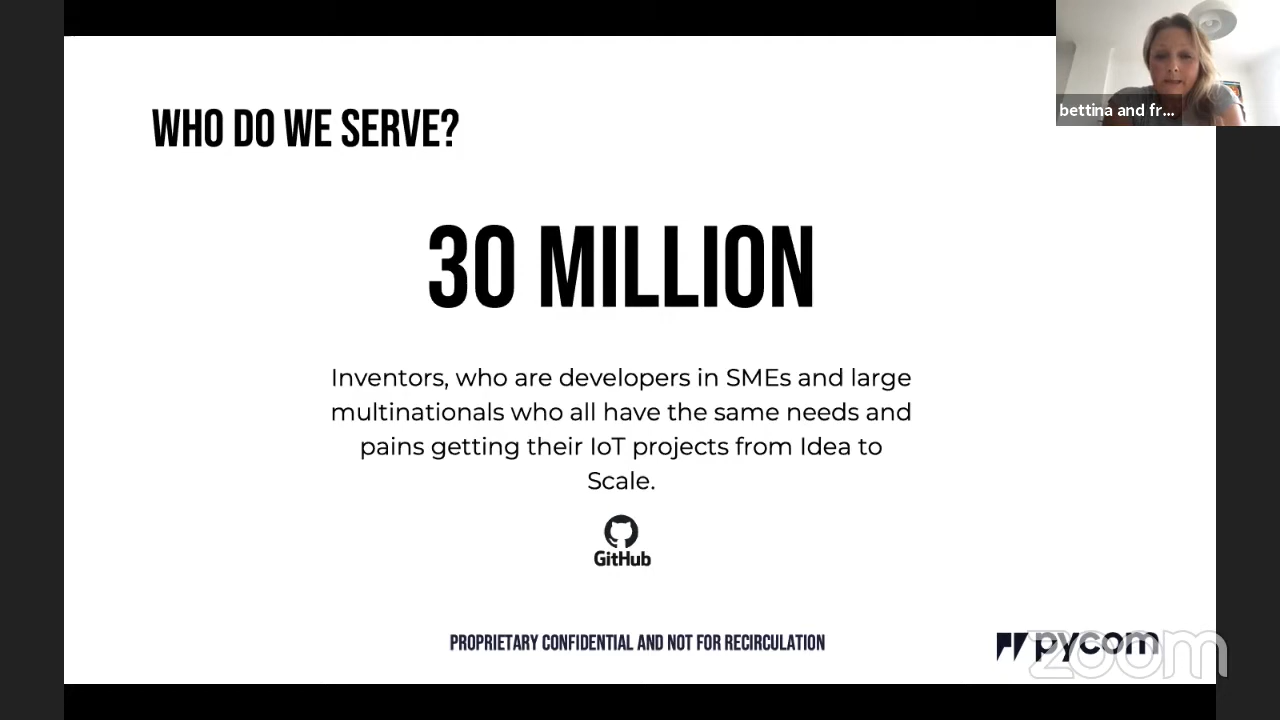 bettina and fr...
WHO DO WE SERVE?
30 MILLION
Inventors, who are developers in SMEs and large
multinationals who all have the same needs and
pains getting their IoT projects from Idea to
Scale.
GitHub
PROPRIETARY CONFIDENTIAL AND NOT FOR RECIRCULATION
pycom
zoom